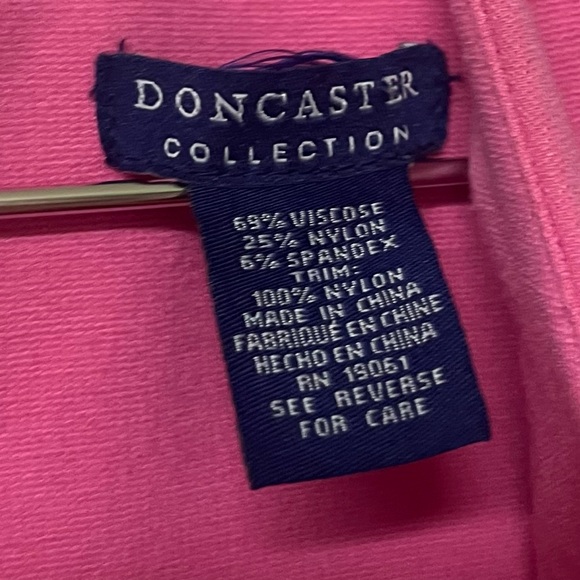 DONCASTER
COLLECTION
69% VISCOSE
25% NYLON
6% SPANDEX
TRIM:
100% NYLON
MADE IN CHINA
FABRIQUÉ EN CHINE
HECHO EN CHINA
RN 19061
SEE REVERSE
FOR CARE